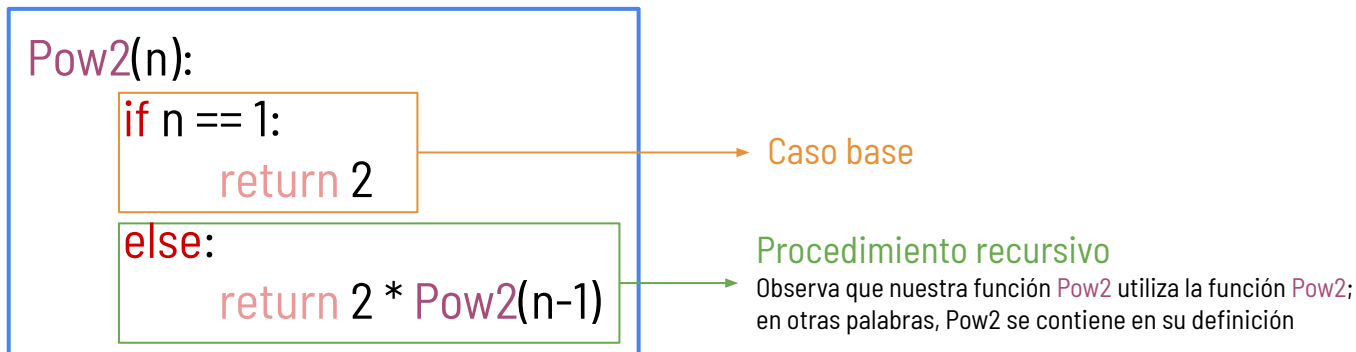 Pow2(n):
if n == 1:
return 2
Caso base
else:
return 2 * Pow2(n-1)
Procedimiento recursivo
Observa que nuestra función Pow2 utiliza la función Pow2;
en otras palabras, Pow2 se contiene en su definición